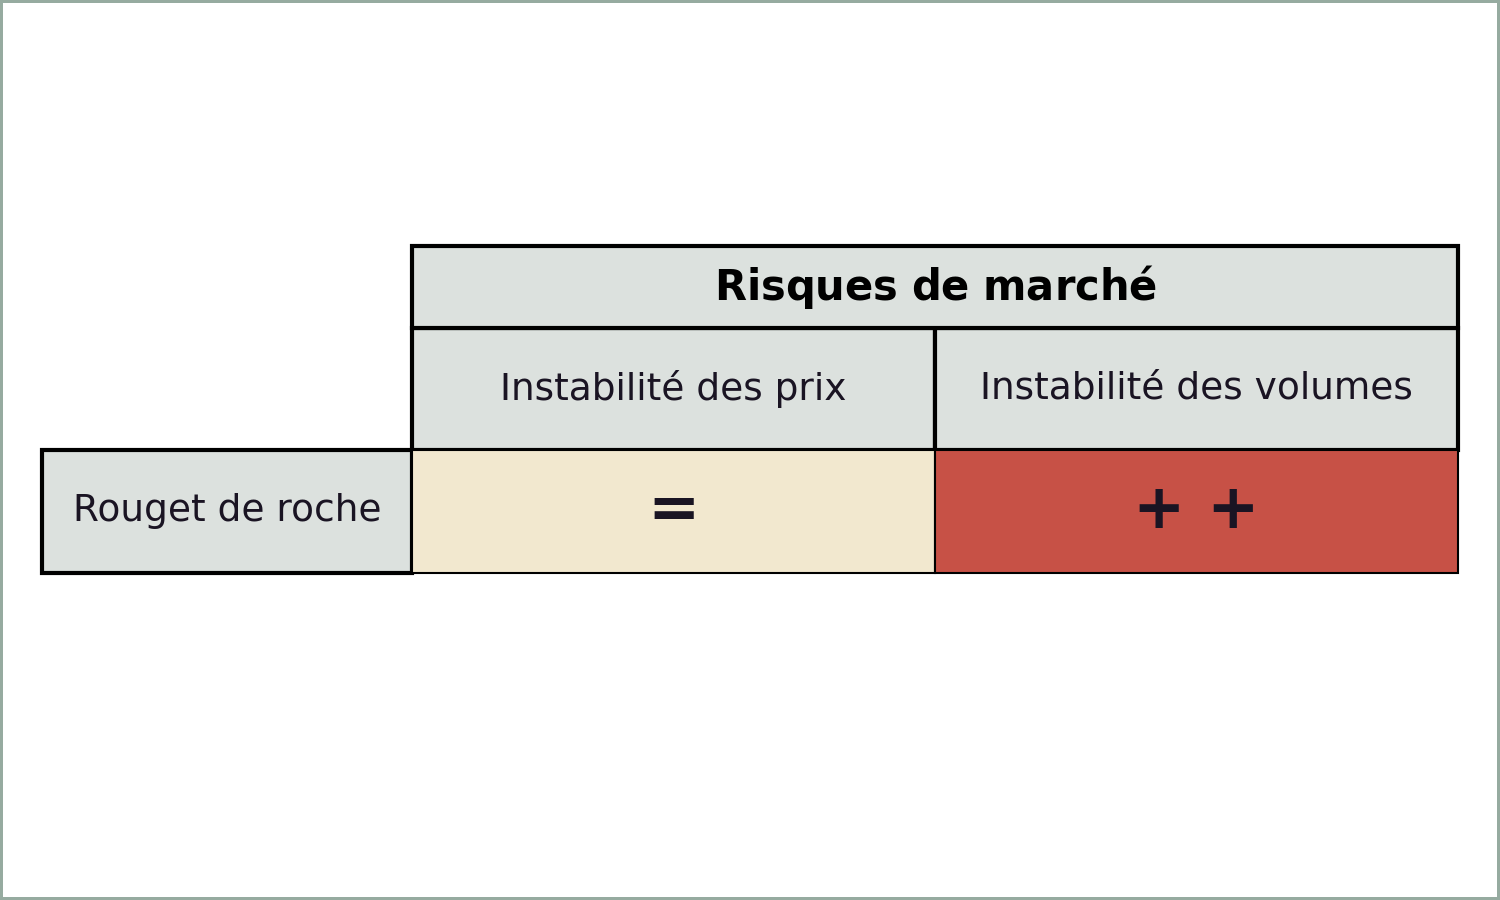 Risques de marché
Instabilité des prix
Instabilité des volumes
Rouget de roche
=
+ +